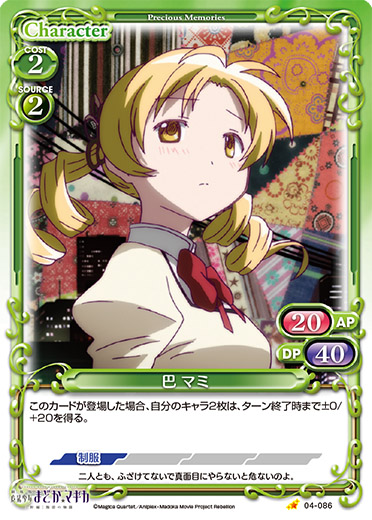 Precious Memories
Character
COST
2
SOURCE
2
20 AP
DP 40
巴 マミ
このカードが登場した場合、自分のキャラ2枚は、ターン終了時まで±0/
+20を得る。
制服
二人とも、ふざけてないで真面目にやらないと危ないのよ。
まどか☆マギカ
©Magica Quartet／Aniplex・Madoka Movie Project Rebellion
04-086